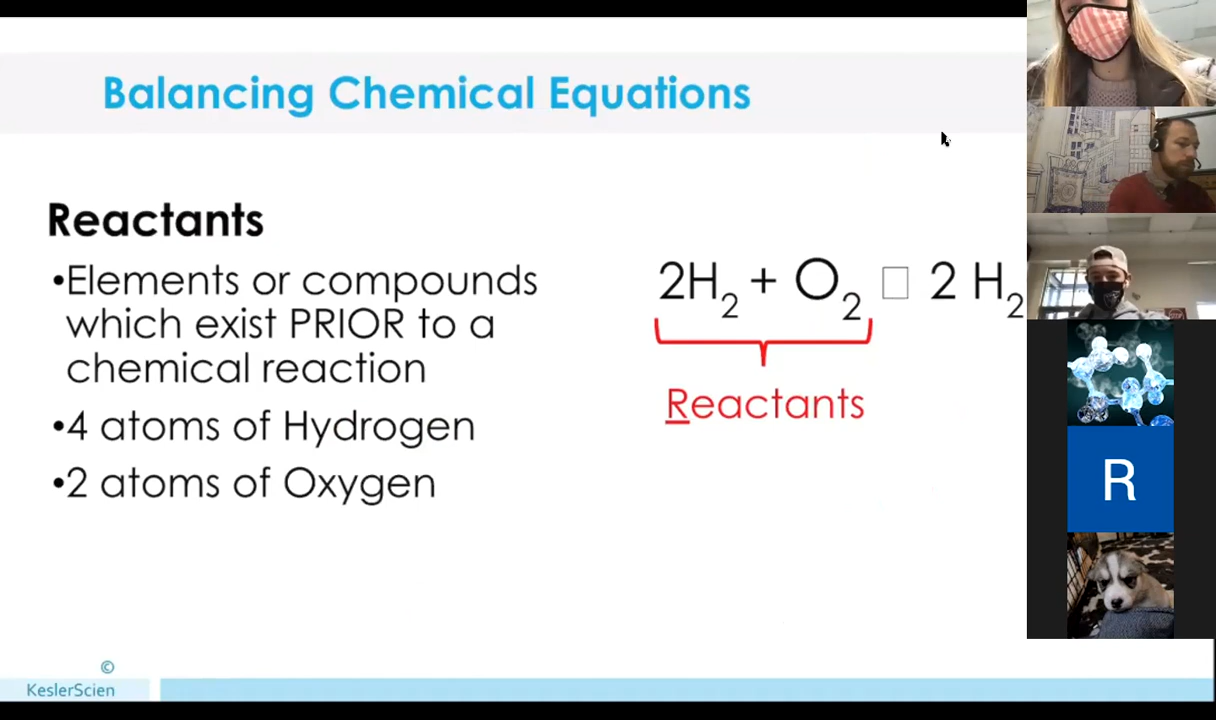 Balancing Chemical Equations
Reactants
•Elements or compounds
which exist PRIOR to a
chemical reaction
•4 atoms of Hydrogen
•2 atoms of Oxygen
2H₂ + O₂ □ 2 H₂
Reactants
R
©
KeslerScien